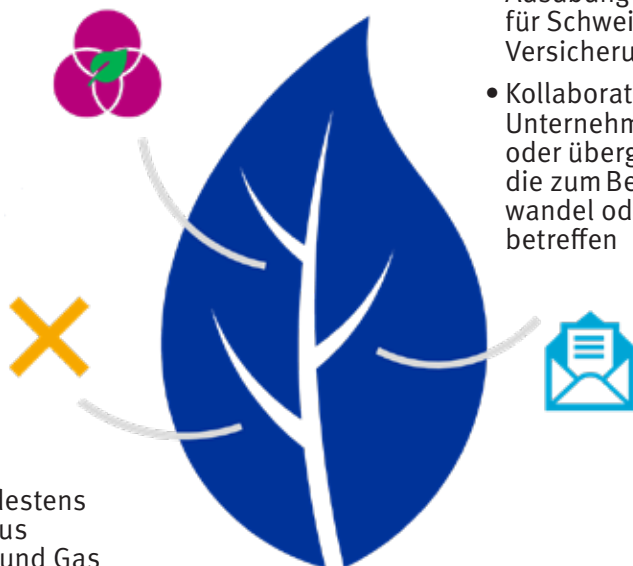 für Schwei
Versicheru
• Kollaborat
Unternehm
oder überg
die zum Be
wandel od
betreffen
destens
us
und Gas